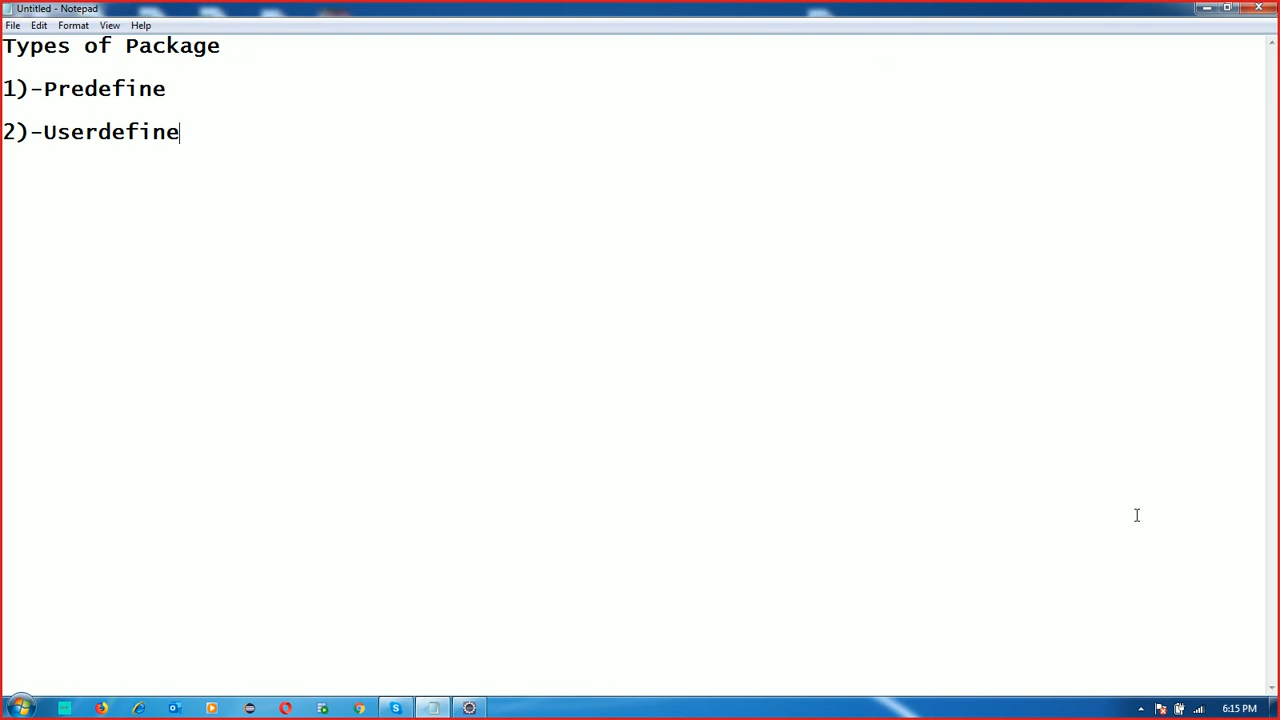 Untitled - Notepad
File Edit Format View Help
Types of Package
1)-Predefine
2)-Userdefine
6:15 PM